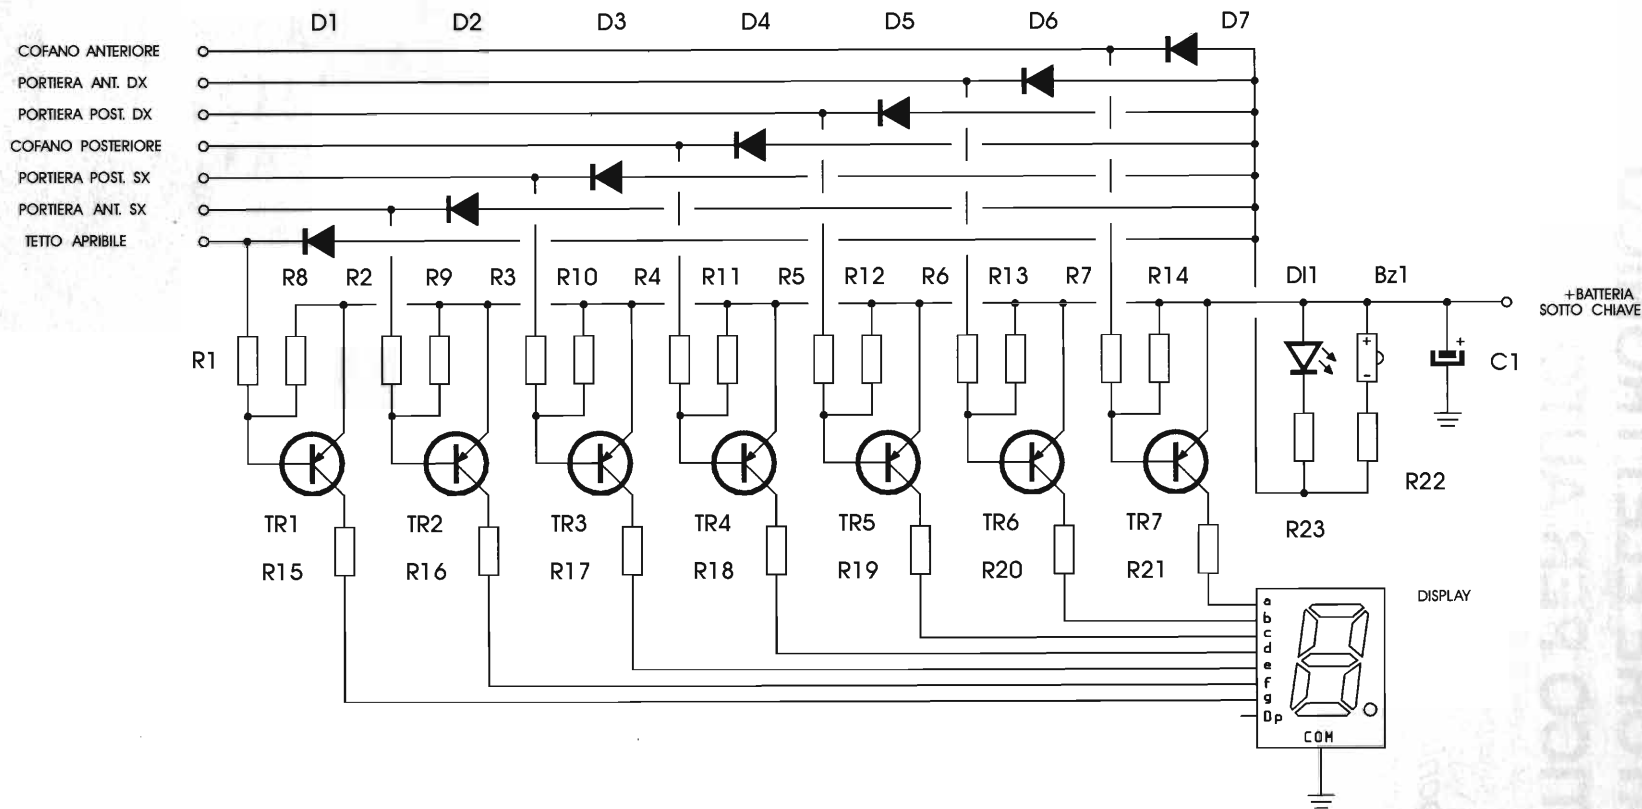 D1 D2 D3 D4 D5 D6 D7
COFANO ANTERIORE
PORTIERA ANT. DX
PORTIERA POST. DX
COFANO POSTERIORE
PORTIERA POST. SX
PORTIERA ANT. SX
TETTO APRIBILE
R8 R2 R9 R3 R10 R4 R11 R5 R12 R6 R13 R7 R14 Dl1 Bz1
+BATTERIA
SOTTO CHIAVE
R1
+
-
+
C1
R22
TR1 TR2 TR3 TR4 TR5 TR6 TR7
R23
R15 R16 R17 R18 R19 R20 R21
DISPLAY
a
b
c
d
e
f
g
Dp
COM